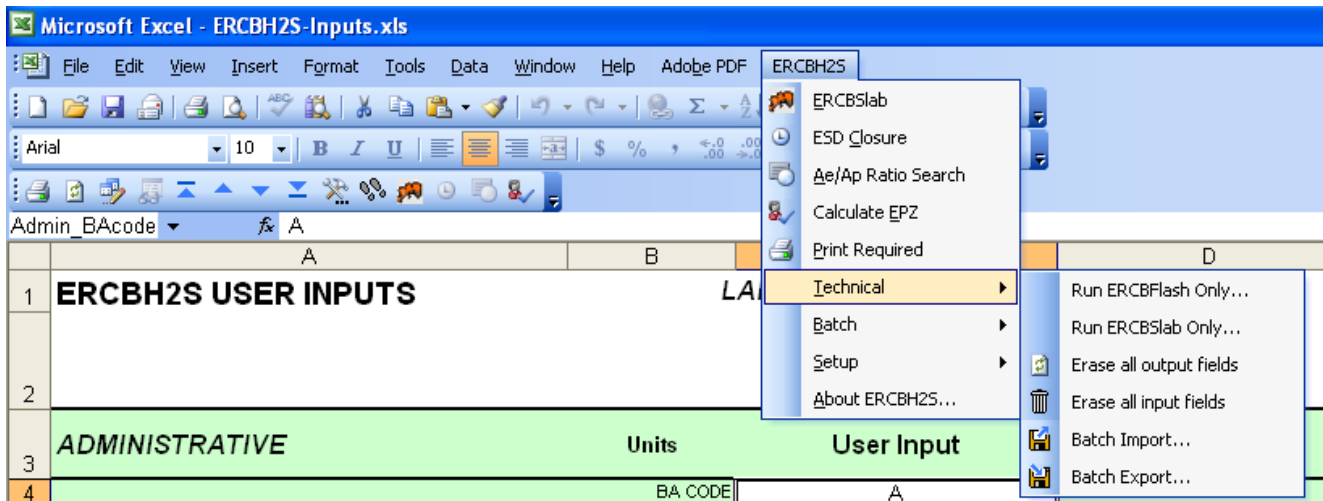 Microsoft Excel - ERCBH2S-Inputs.xls
File Edit View Insert Format Tools Data Window Help Adobe PDF ERCBH2S
Arial 10 B I U $ % ,
Admin_BAcode fx A
A B D
ERCBSlab
ESD Closure
Ae/Ap Ratio Search
Calculate EPZ
Print Required
Technical
Batch
Setup
About ERCBH2S...
Run ERCBFlash Only...
Run ERCBSlab Only...
Erase all output fields
Erase all input fields
Batch Import...
Batch Export...
1 ERCBH2S USER INPUTS
2
3 ADMINISTRATIVE Units User Input
4 BA CODE A